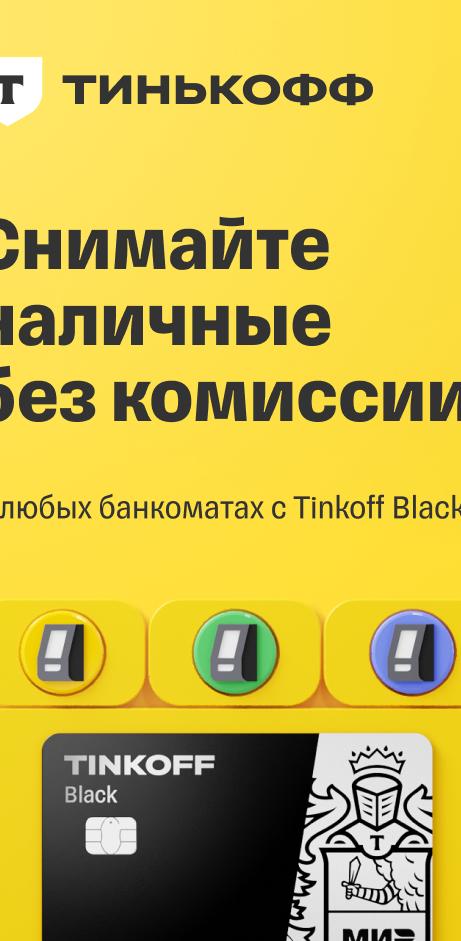 Т ТИНЬКОФФ
Снимайте
наличные
без комиссии
любых банкоматах с Tinkoff Black
TINKOFF
Black
T
МИР